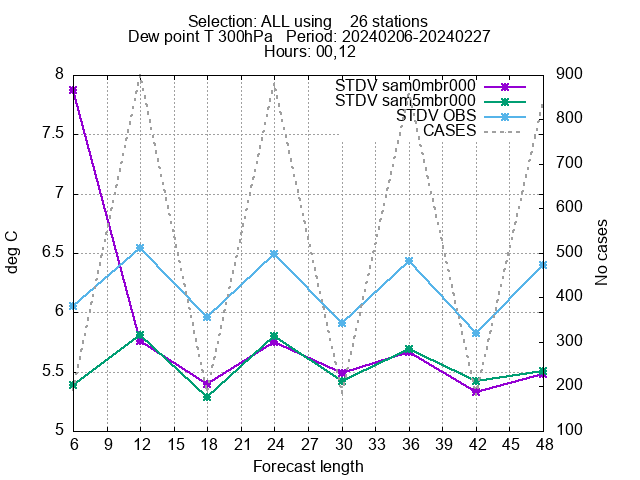 Selection: ALL using    26 stations
Dew point T 300hPa   Period: 20240206-20240227
Hours: 00,12
STDV sam0mbr000
STDV sam5mbr000
STDV OBS
CASES
8
7.5
7
6.5
6
5.5
5
900
800
700
600
500
400
300
200
100
deg C
No cases
6 9 12 15 18 21 24 27 30 33 36 39 42 45 48
Forecast length